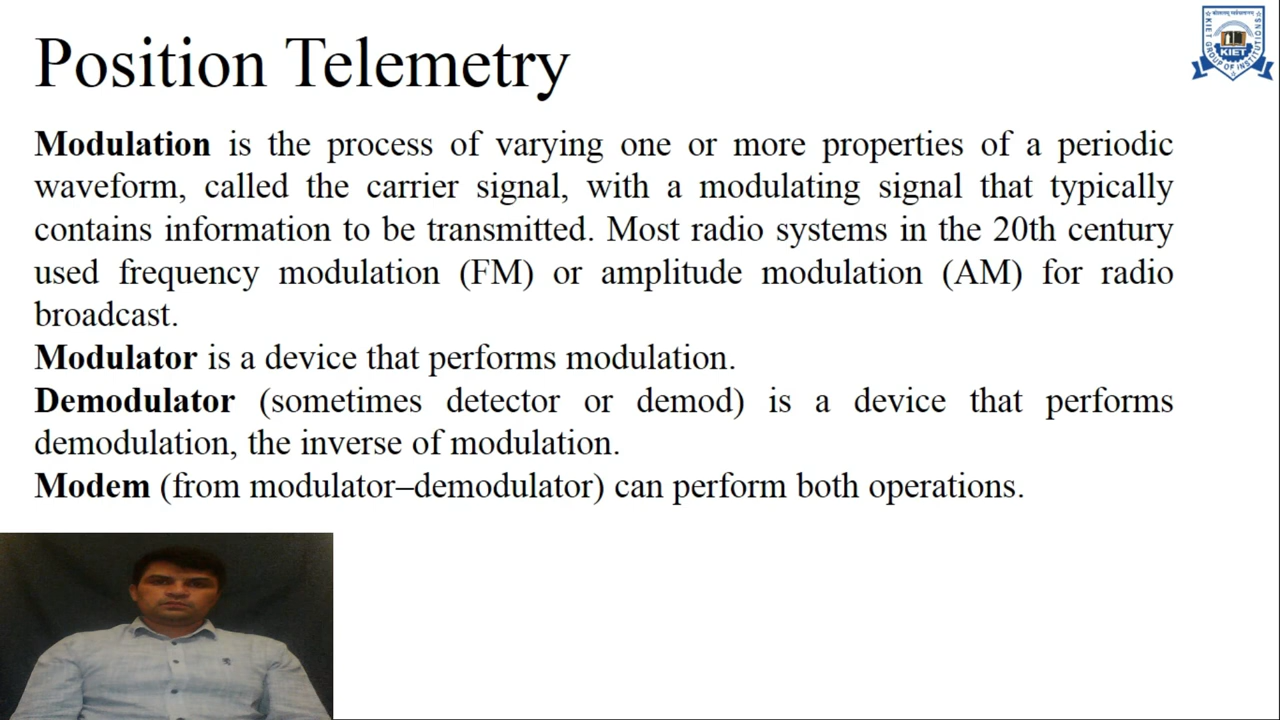 Position Telemetry
Modulation is the process of varying one or more properties of a periodic
waveform, called the carrier signal, with a modulating signal that typically
contains information to be transmitted. Most radio systems in the 20th century
used frequency modulation (FM) or amplitude modulation (AM) for radio
broadcast.
Modulator is a device that performs modulation.
Demodulator (sometimes detector or demod) is a device that performs
demodulation, the inverse of modulation.
Modem (from modulator–demodulator) can perform both operations.
KIET
KIET GROUP OF INSTITUTIONS